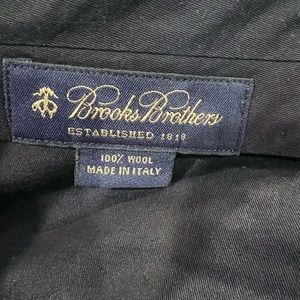 Brooks Brothers
ESTABLISHED 1818
100% WOOL
MADE IN ITALY